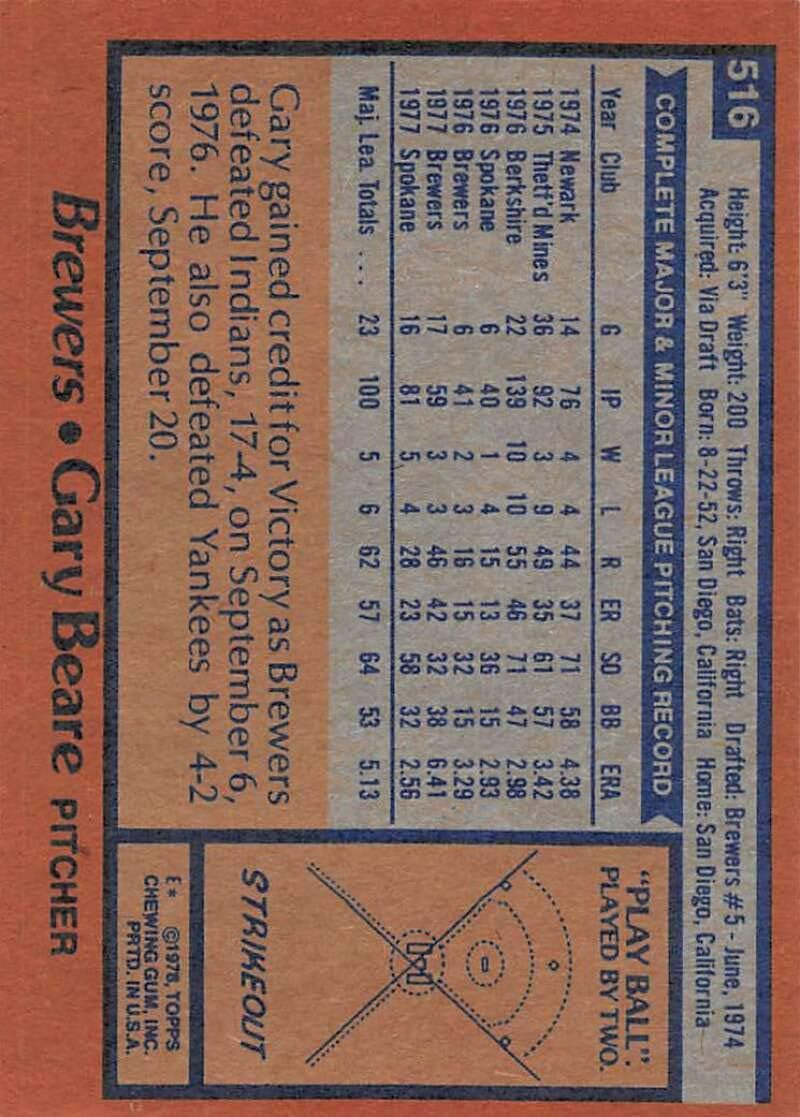 516
Height: 6'3" Weight: 200 Throws: Right Bats: Right Drafted: Brewers #5 - June, 1974
Acquired: Via Draft Born: 8-22-52, San Diego, California Home: San Diego, California
COMPLETE MAJOR & MINOR LEAGUE PITCHING RECORD
Year Club G IP W L R ER SO BB ERA
1974 Newark 14 76 4 4 44 37 71 58 4.38
1975 Thetf'd Mines 36 92 3 9 49 35 61 57 3.42
1976 Berkshire 22 139 10 10 55 46 71 47 2.98
1976 Spokane 6 40 1 4 15 13 36 15 2.93
1976 Brewers 6 41 2 3 16 15 32 15 3.29
1977 Brewers 17 59 3 3 46 42 32 38 6.41
1977 Spokane 16 81 5 4 28 23 58 32 2.56
Maj. Lea. Totals . . . 23 100 5 6 62 57 64 53 5.13
Gary gained credit for Victory as Brewers
defeated Indians, 17-4, on September 6,
1976. He also defeated Yankees by 4-2
score, September 20.
"PLAY BALL":
PLAYED BY TWO.
STRIKEOUT
E* ©1978, TOPPS
CHEWING GUM, INC.
PRTD. IN U.S.A.
Brewers • Gary Beare PITCHER